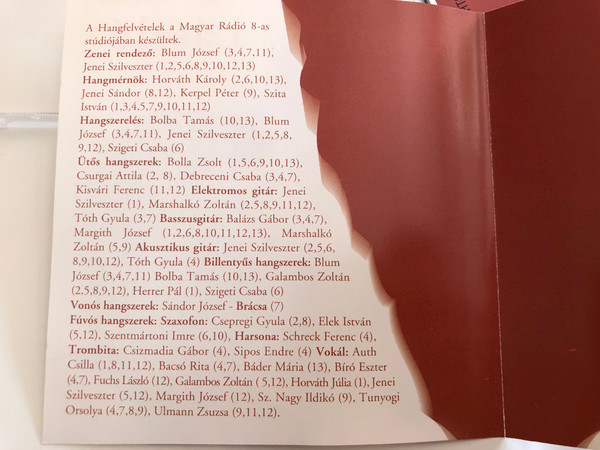 A Hangfelvételek a Magyar Rádió 8-as
stúdiójában készültek.
Zenei rendező: Blum József (3,4,7,11),
Jenei Szilveszter (1,2,5,6,8,9,10,12,13)
Hangmérnök: Horváth Károly (2,6,10,13),
Jenei Sándor (8,12), Kerpel Péter (9), Szita
István (1,3,4,5,7,9,10,11,12)
Hangszerelés: Bolba Tamás (10,13), Blum
József (3,4,7,11), Jenei Szilveszter (1,2,5,8,
9,12), Szigeti Csaba (6)
Ütős hangszerek: Bolla Zsolt (1,5,6,9,10,13),
Csurgai Attila (2, 8), Debreceni Csaba (3,4,7),
Kisvári Ferenc (11,12) Elektromos gitár: Jenei
Szilveszter (1), Marshalkó Zoltán (2,5,8,9,11,12),
Tóth Gyula (3,7) Basszusgitár: Balázs Gábor (3,4,7),
Margith József (1,2,6,8,10,11,12,13), Marshalkó
Zoltán (5,9) Akusztikus gitár: Jenei Szilveszter (2,5,6,
8,9,10,12), Tóth Gyula (4) Billentyűs hangszerek: Blum
József (3,4,7,11) Bolba Tamás (10,13), Galambos Zoltán
(2,5,8,9,12), Herrer Pál (1), Szigeti Csaba (6)
Vonós hangszerek: Sándor József - Brácsa (7)
Fúvós hangszerek: Szaxofon: Csepregi Gyula (2,8), Elek István
(5,12), Szentmártoni Imre (6,10), Harsona: Schreck Ferenc (4),
Trombita: Csizmadia Gábor (4), Sipos Endre (4) Vokál: Auth
Csilla (1,8,11,12), Bacsó Rita (4,7), Báder Mária (13), Bíró Eszter
(4,7), Fuchs László (12), Galambos Zoltán ( 5,12), Horváth Júlia (1), Jenei
Szilveszter (5,12), Margith József (12), Sz. Nagy Ildikó (9), Tunyogi
Orsolya (4,7,8,9), Ulmann Zsuzsa (9,11,12).